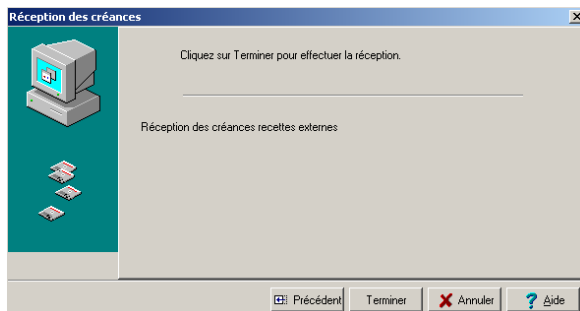 Réception des créances
Cliquez sur Terminer pour effectuer la réception.
Réception des créances recettes externes
Précédent Terminer Annuler Aide